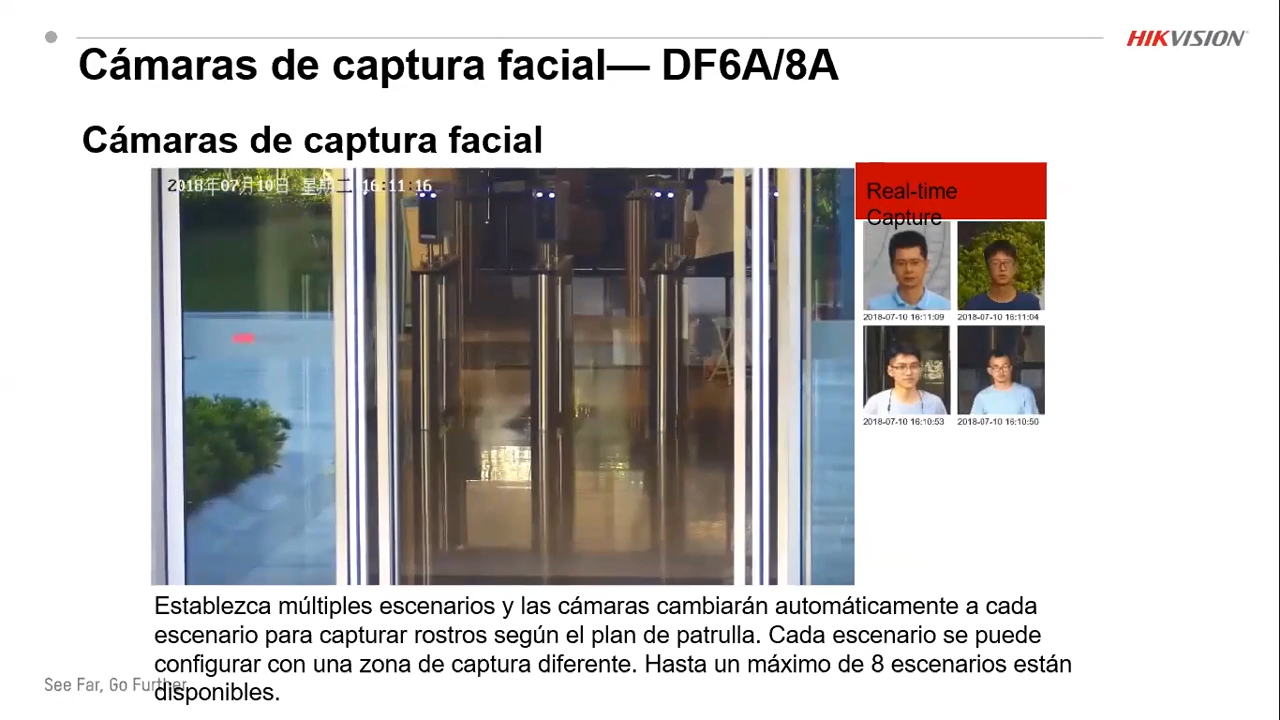 HIKVISION
Cámaras de captura facial— DF6A/8A
Cámaras de captura facial
2018年07月10日 星期二 16:11:16
Real-time
Capture
2018-07-10 16:11:09
2018-07-10 16:11:04
2018-07-10 16:10:53
2018-07-10 16:10:50
Establezca múltiples escenarios y las cámaras cambiarán automáticamente a cada
escenario para capturar rostros según el plan de patrulla. Cada escenario se puede
configurar con una zona de captura diferente. Hasta un máximo de 8 escenarios están
disponibles.
See Far, Go Further